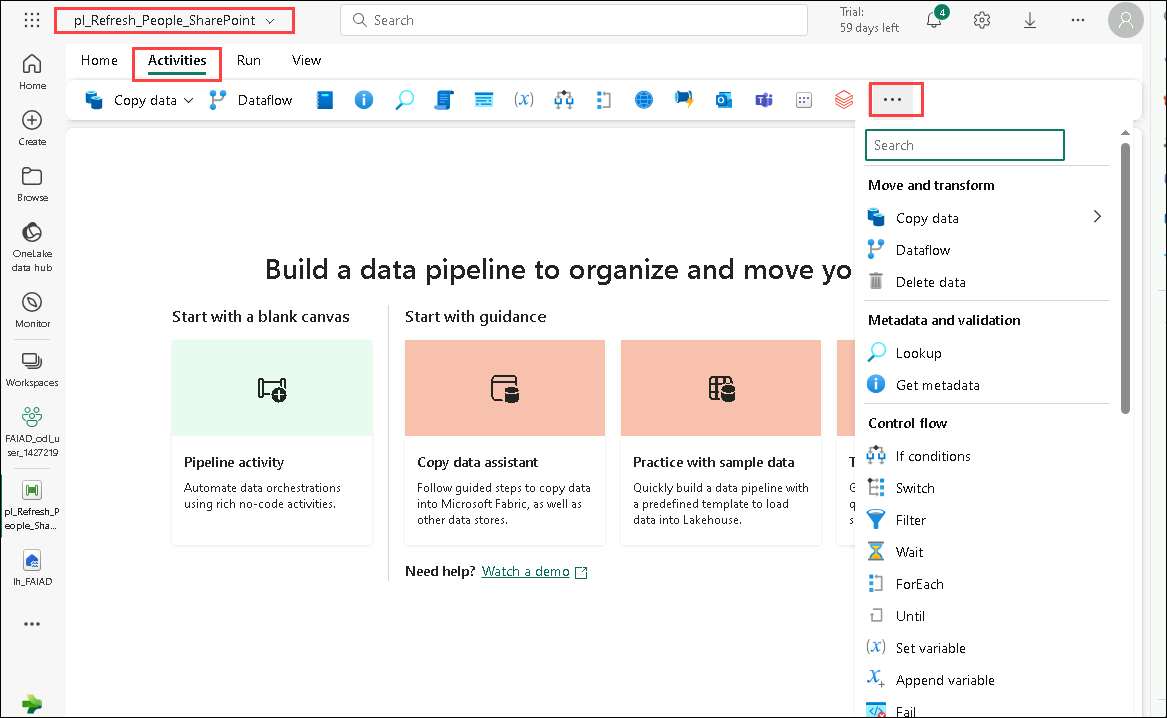 pl_Refresh_People_SharePoint
Search
Trial:
59 days left
4
Home
Activities
Run
View
Copy data
Dataflow
(x)
Home
Create
Browse
OneLake
data hub
Monitor
Workspaces
FAIAD_odl_u
ser_1427219
pl_Refresh_P
eople_Sha...
lh_FAIAD
Build a data pipeline to organize and move yo
Start with a blank canvas
Start with guidance
Pipeline activity
Automate data orchestrations
using rich no-code activities.
Copy data assistant
Follow guided steps to copy data
into Microsoft Fabric, as well as
other data stores.
Practice with sample data
Quickly build a data pipeline with
a predefined template to load
data into Lakehouse.
Need help? Watch a demo
Search
Move and transform
Copy data
Dataflow
Delete data
Metadata and validation
Lookup
Get metadata
Control flow
If conditions
Switch
Filter
Wait
ForEach
Until
(x) Set variable
Append variable
Fail